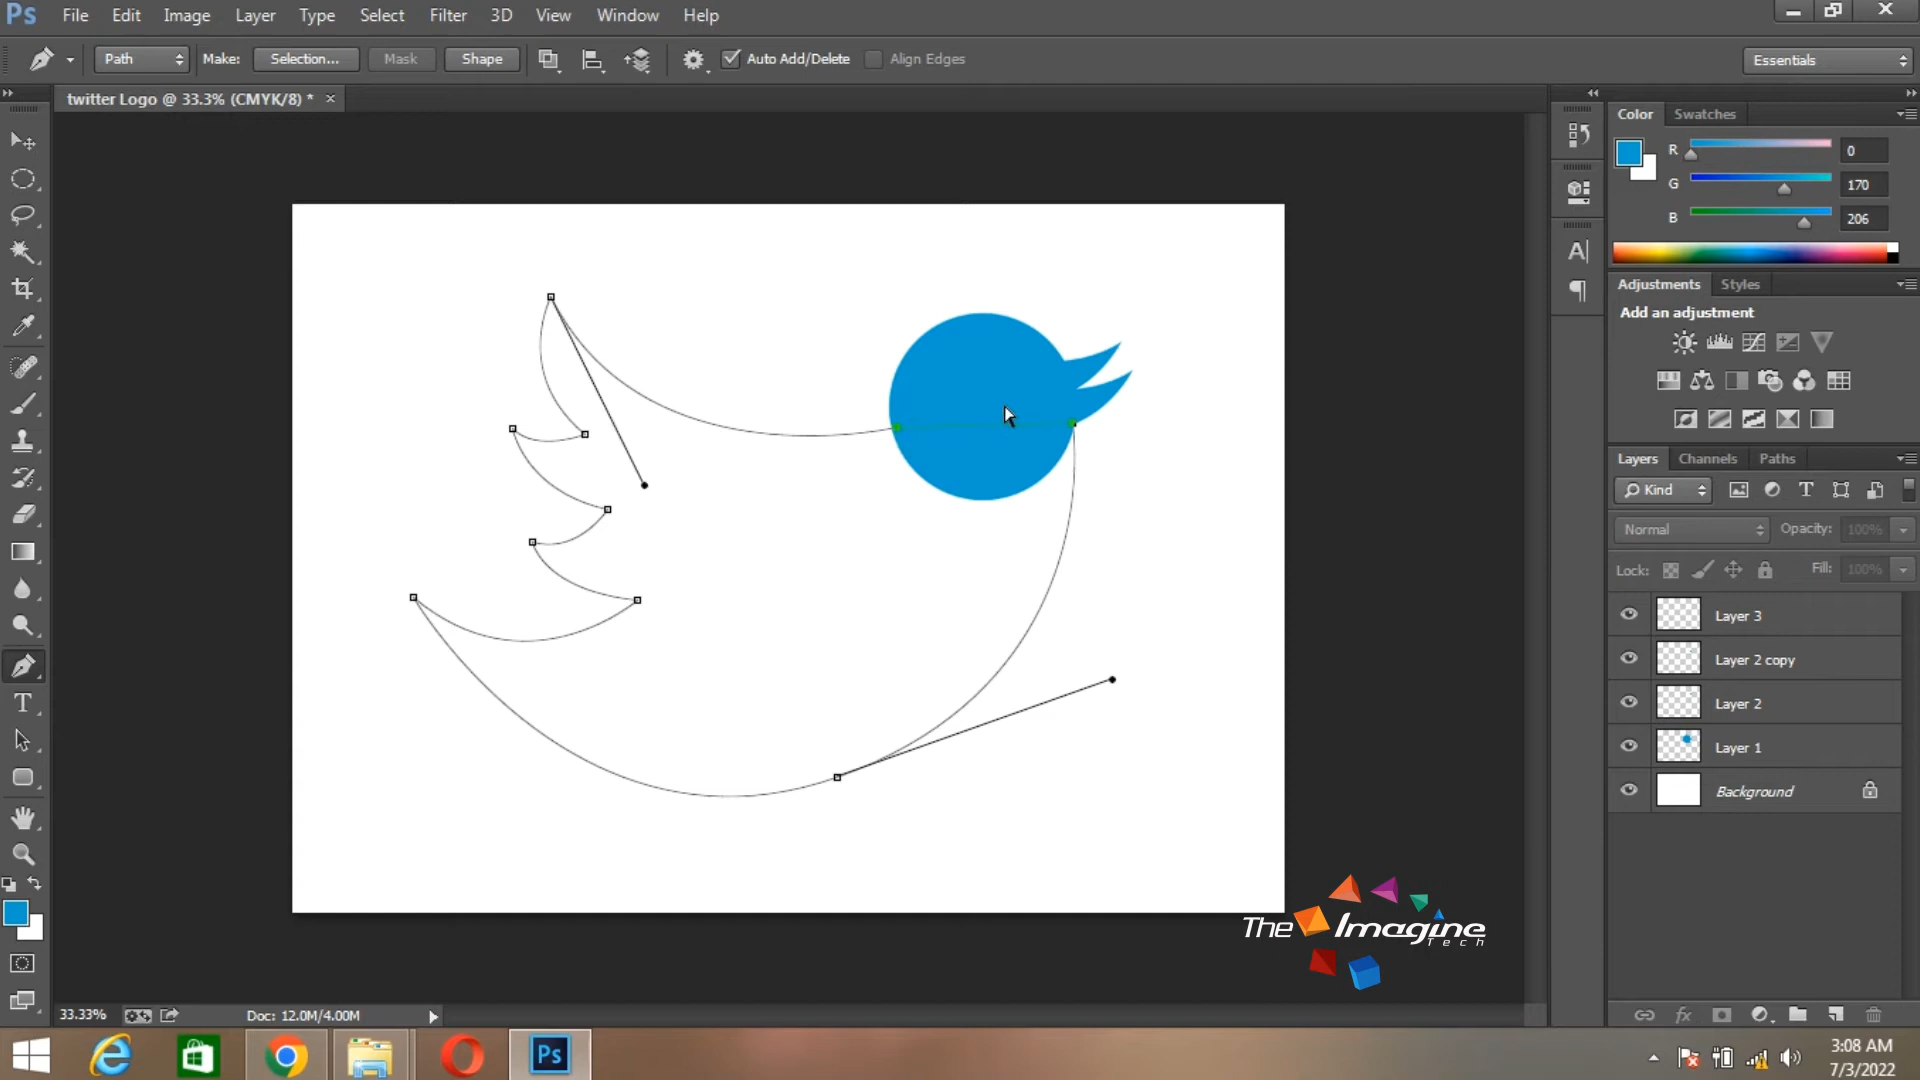 Ps File Edit Image Layer Type Select Filter 3D View Window Help
Path Make: Selection... Mask Shape Auto Add/Delete Align Edges Essentials
twitter Logo @ 33.3% (CMYK/8) * ×
Color Swatches
R 0
G 170
B 206
Adjustments Styles
Add an adjustment
Layers Channels Paths
Kind
Normal Opacity: 100%
Lock: Fill: 100%
Layer 3
Layer 2 copy
Layer 2
Layer 1
Background
The Imagine
Tech
33.33% Doc: 12.0M/4.00M
Ps
3:08 AM
7/3/2022